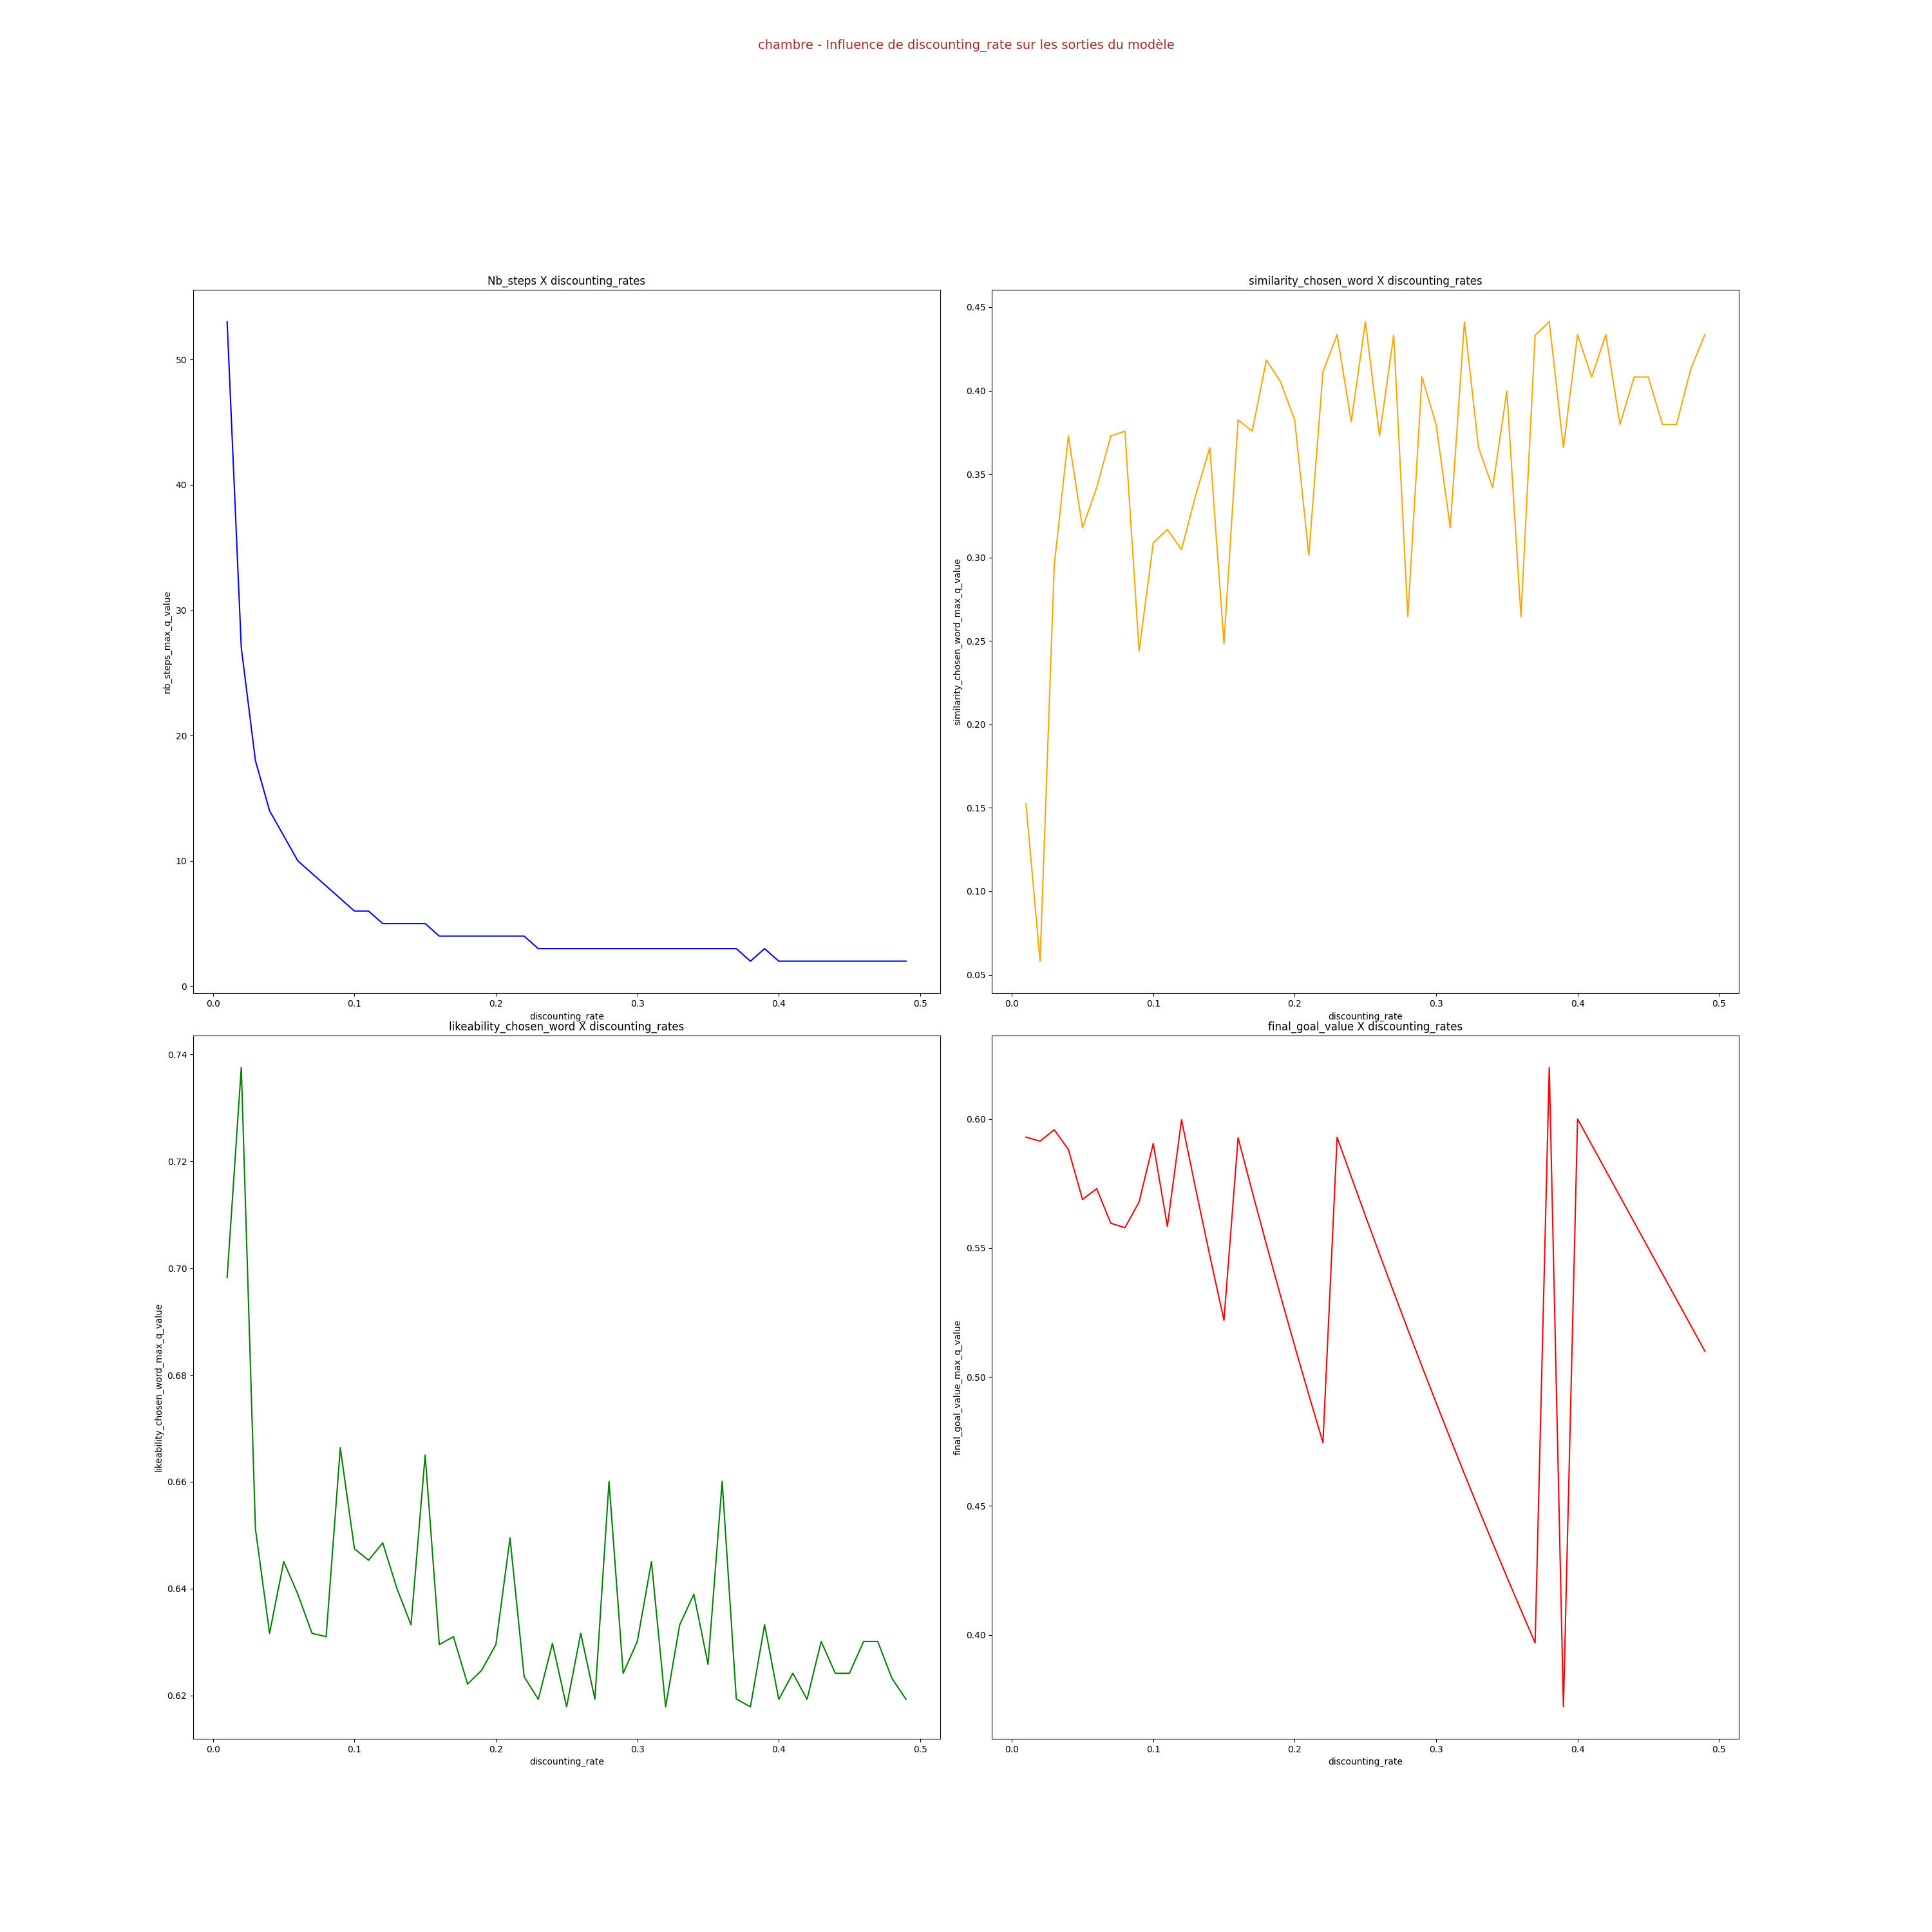 chambre - Influence de discounting_rate sur les sorties du modèle
Nb_steps X discounting_rates
nb_steps_max_q_value
50
40
30
20
10
0
0.0 0.1 0.2 0.3 0.4 0.5
discounting_rate
similarity_chosen_word X discounting_rates
similarity_chosen_word_max_q_value
0.45
0.40
0.35
0.30
0.25
0.20
0.15
0.10
0.05
0.0 0.1 0.2 0.3 0.4 0.5
discounting_rate
likeability_chosen_word X discounting_rates
likeability_chosen_word_max_q_value
0.74
0.72
0.70
0.68
0.66
0.64
0.62
0.0 0.1 0.2 0.3 0.4 0.5
discounting_rate
final_goal_value X discounting_rates
final_goal_value_max_q_value
0.60
0.55
0.50
0.45
0.40
0.0 0.1 0.2 0.3 0.4 0.5
discounting_rate